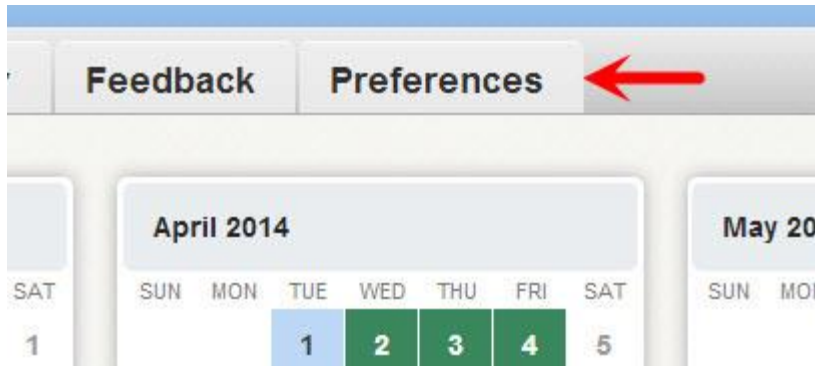 Feedback Preferences
April 2014
May 20
SAT SUN MON TUE WED THU FRI SAT SUN
1 1 2 3 4 5